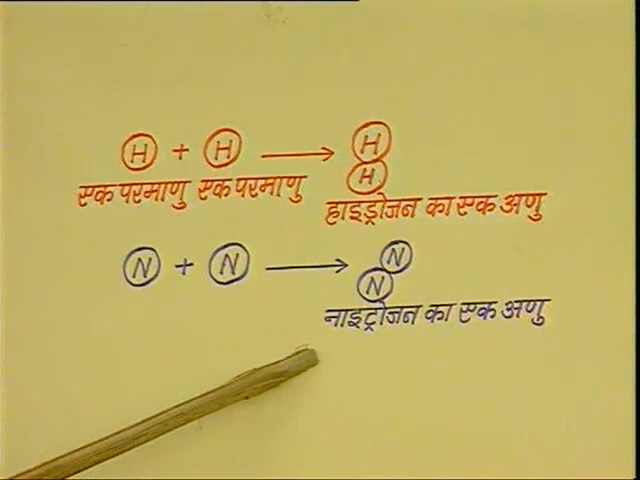 H + H → H H
एक परमाणु एक परमाणु
हाइड्रोजन का एक अणु
N + N → N N
नाइट्रोजन का एक अणु